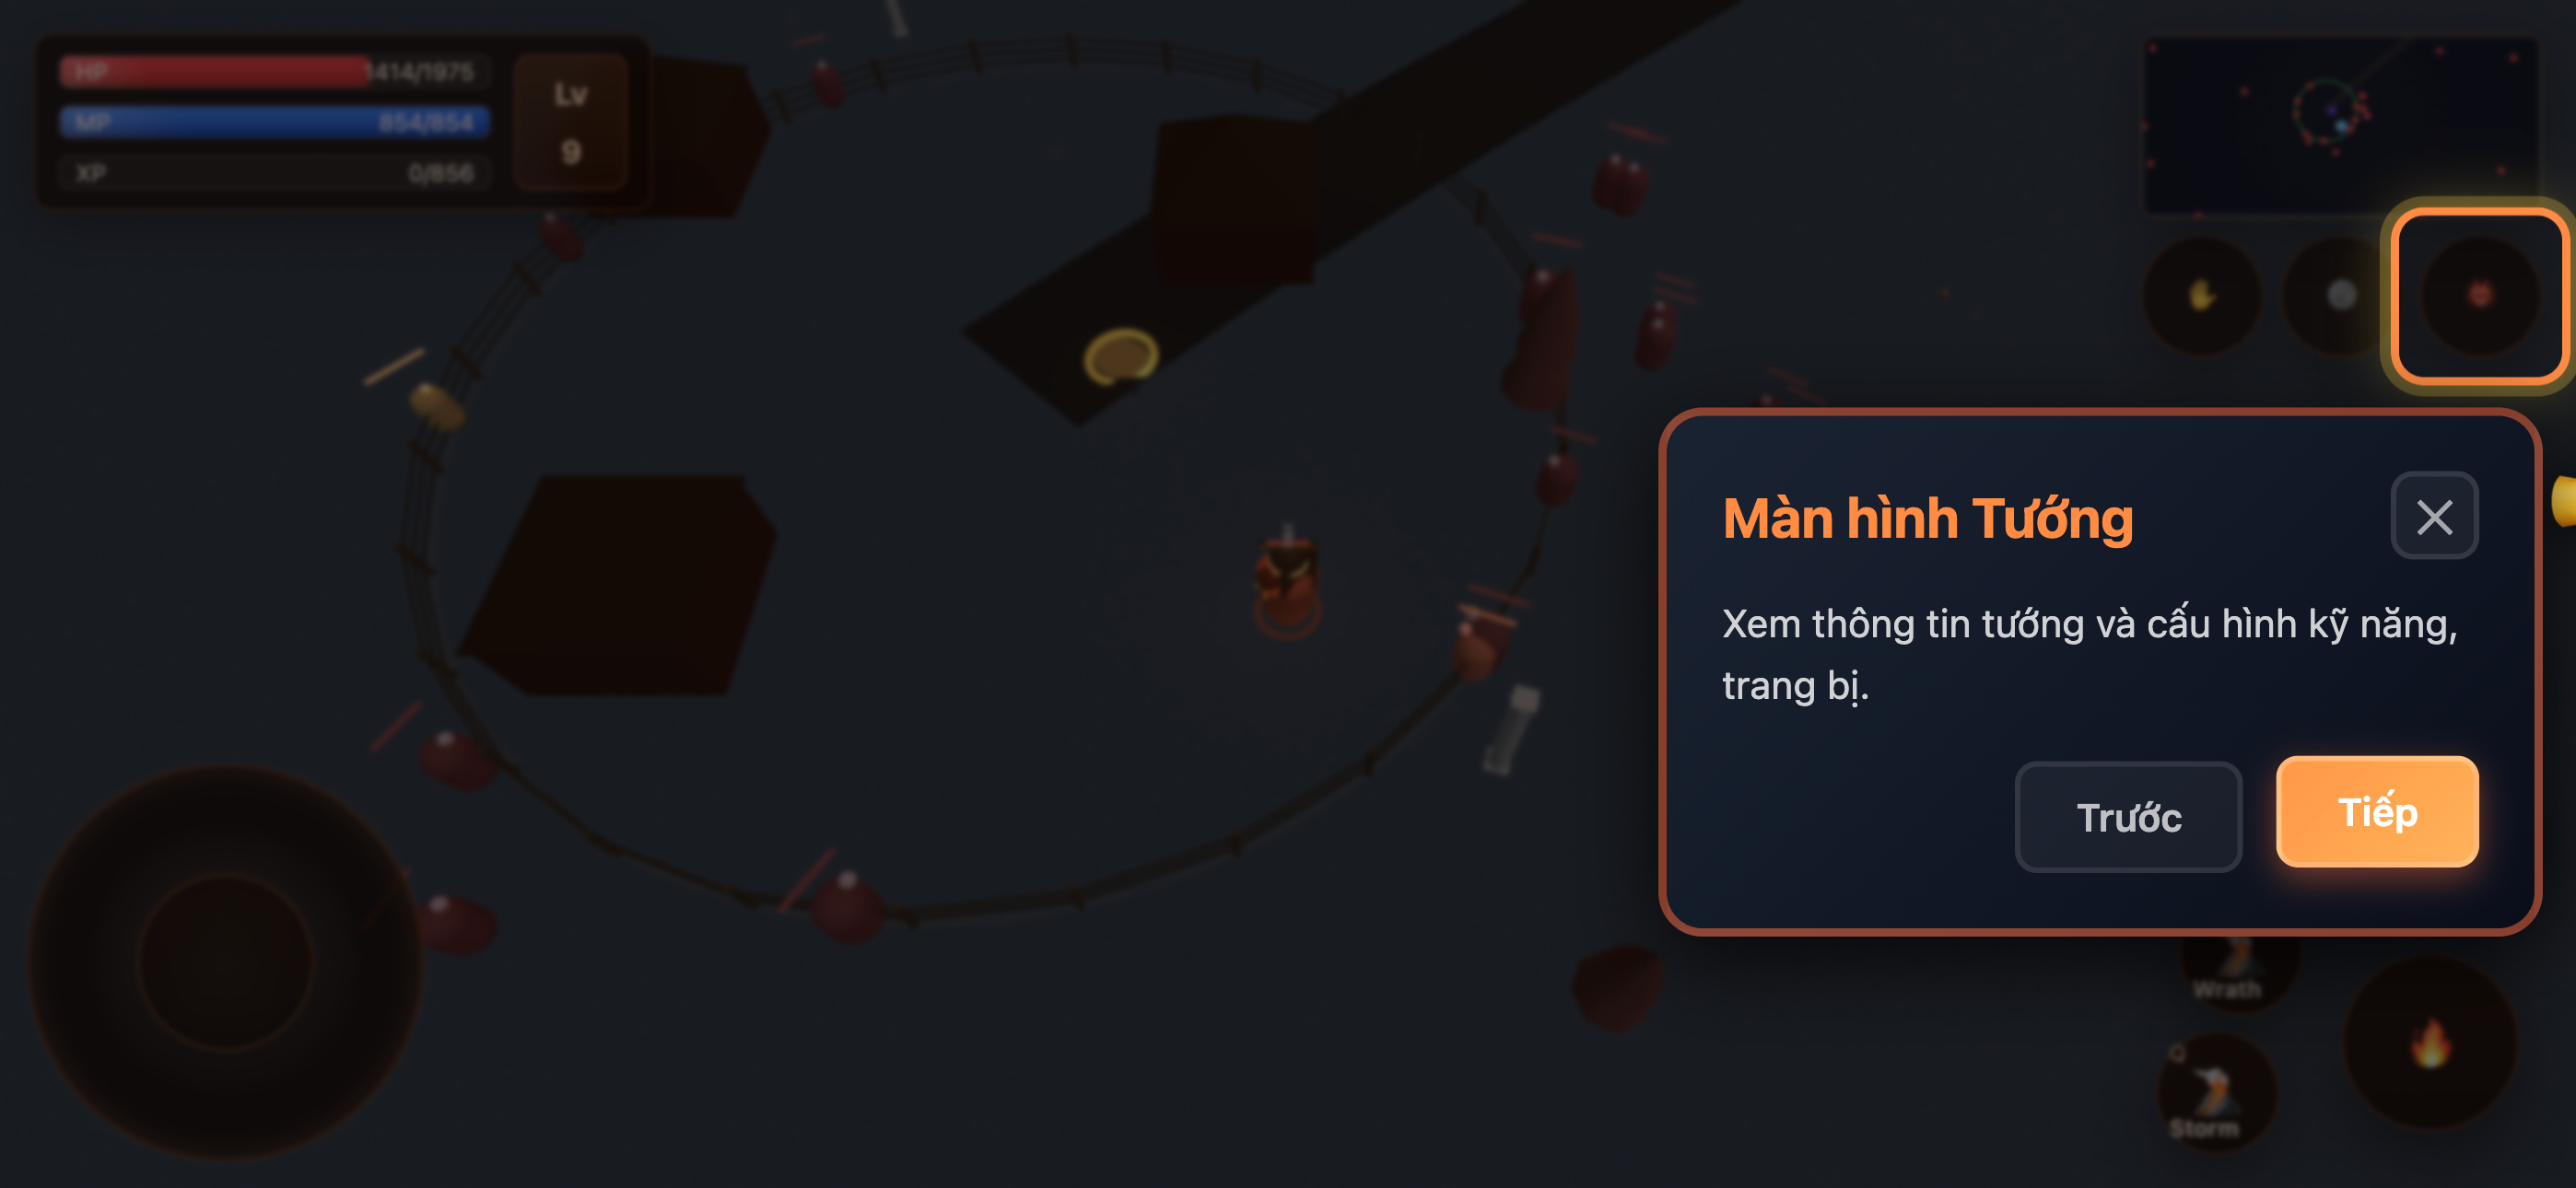 HP 1414/1975
MP 854/854
XP 0/856
Lv
9
Màn hình Tướng
Xem thông tin tướng và cấu hình kỹ năng,
trang bị.
Trước
Tiếp
Wrath
Q
Storm